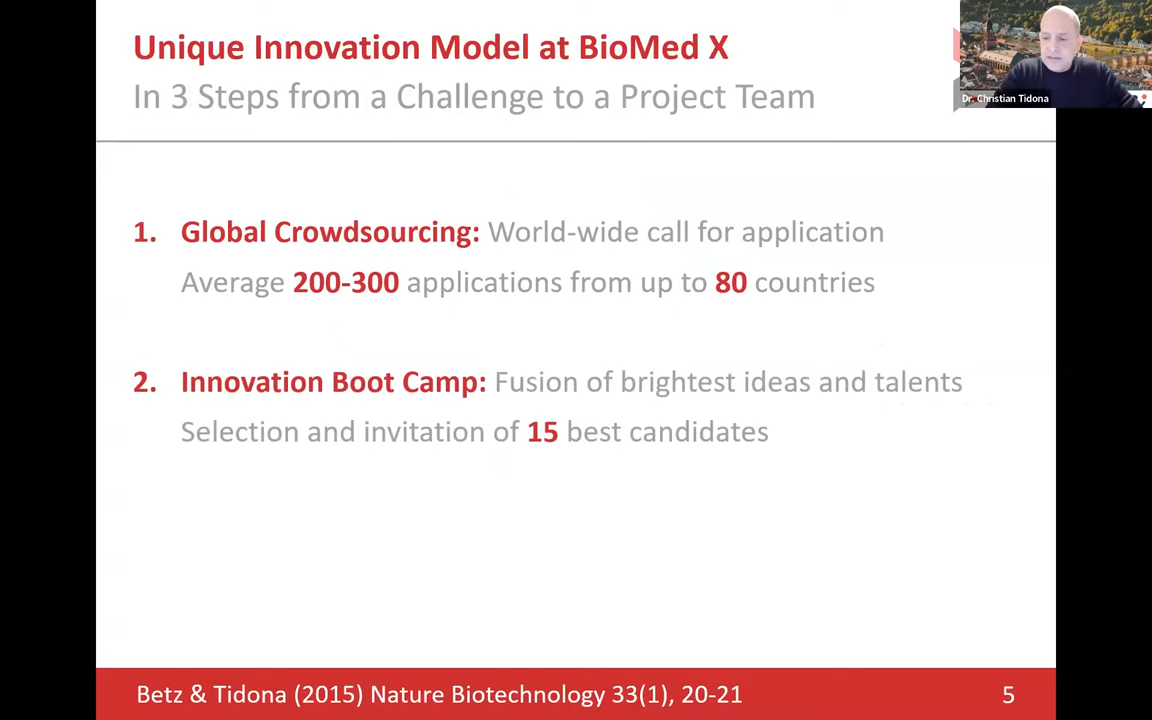 Unique Innovation Model at BioMed X
In 3 Steps from a Challenge to a Project Team
Dr. Christian Tidona
1. Global Crowdsourcing: World-wide call for application
Average 200-300 applications from up to 80 countries
2. Innovation Boot Camp: Fusion of brightest ideas and talents
Selection and invitation of 15 best candidates
Betz & Tidona (2015) Nature Biotechnology 33(1), 20-21
5